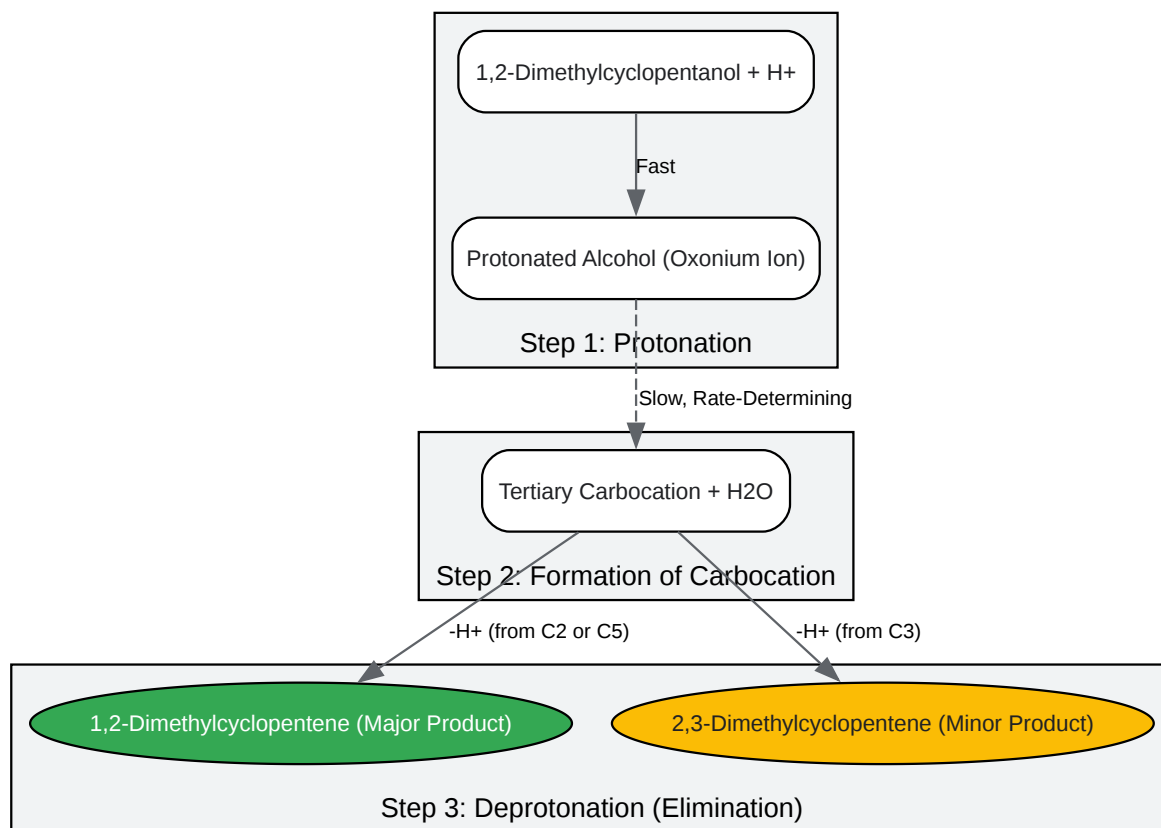 1,2-Dimethylcyclopentanol + H+
Fast
Protonated Alcohol (Oxonium Ion)
Step 1: Protonation
Slow, Rate-Determining
Tertiary Carbocation + H2O
Step 2: Formation of Carbocation
-H+ (from C2 or C5)
-H+ (from C3)
1,2-Dimethylcyclopentene (Major Product)
2,3-Dimethylcyclopentene (Minor Product)
Step 3: Deprotonation (Elimination)